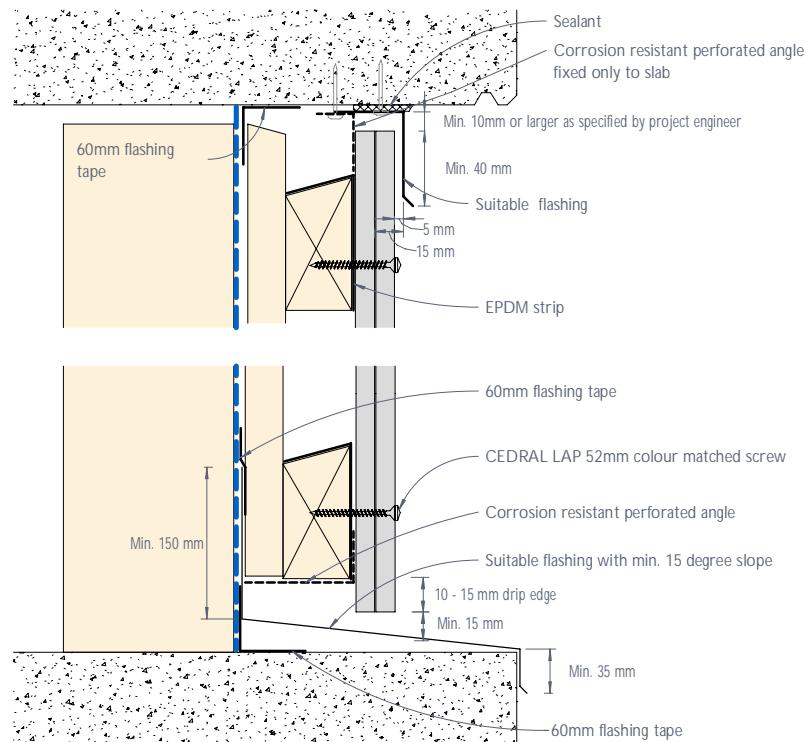 Sealant
Corrosion resistant perforated angle
fixed only to slab
Min. 10mm or larger as specified by project engineer
60mm flashing
tape
Min. 40 mm
Suitable flashing
5 mm
15 mm
EPDM strip
60mm flashing tape
CEDRAL LAP 52mm colour matched screw
Corrosion resistant perforated angle
Min. 150 mm
Suitable flashing with min. 15 degree slope
10 - 15 mm drip edge
Min. 15 mm
Min. 35 mm
60mm flashing tape